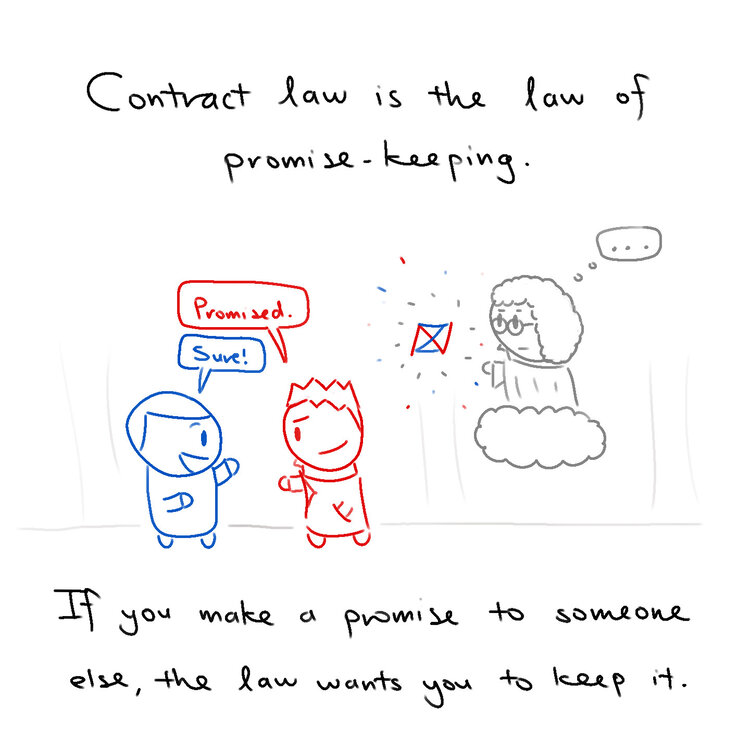 Contract law is the law of
promise-keeping.
...
Promised.
Sure!
If you make a promise to someone
else, the law wants you to keep it.